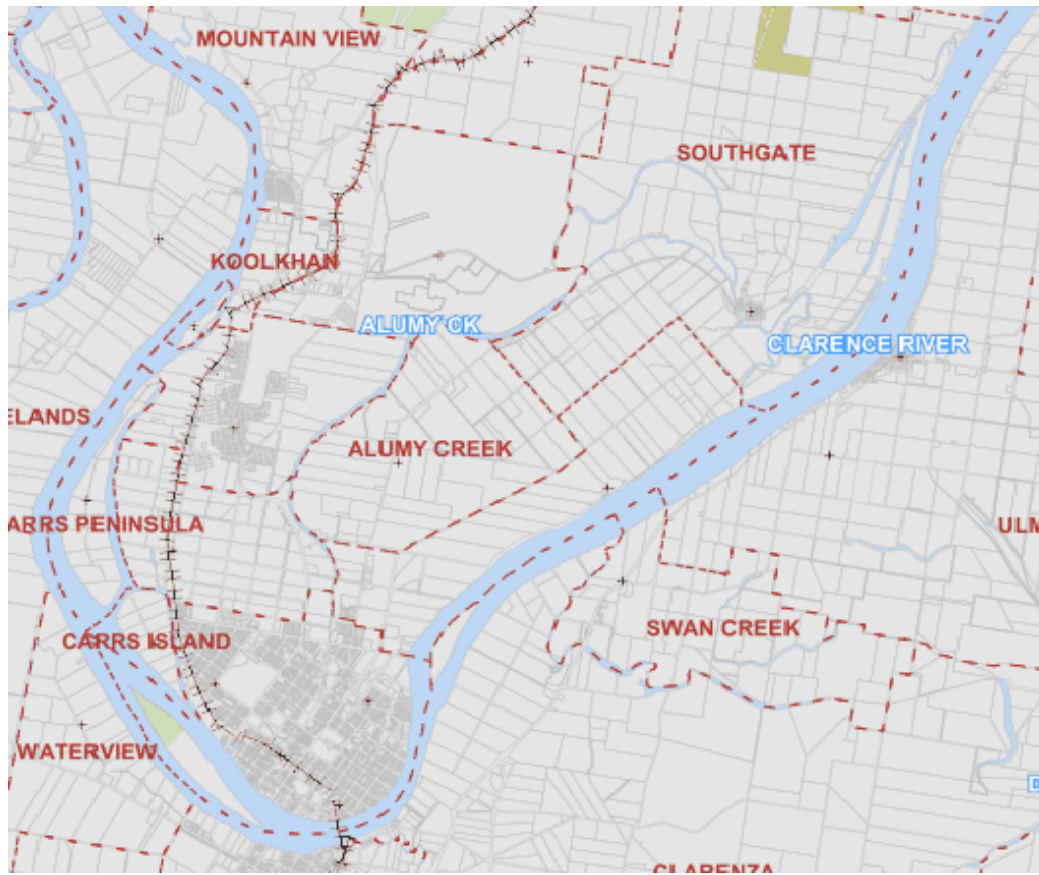 MOUNTAIN VIEW
SOUTHGATE
KOOLKHAN
ALUMY CK
CLARENCE RIVER
ELANDS
ALUMY CREEK
ARRS PENINSULA
ULM
CARRS ISLAND
SWAN CREEK
WATERVIEW
D
CLARENZA